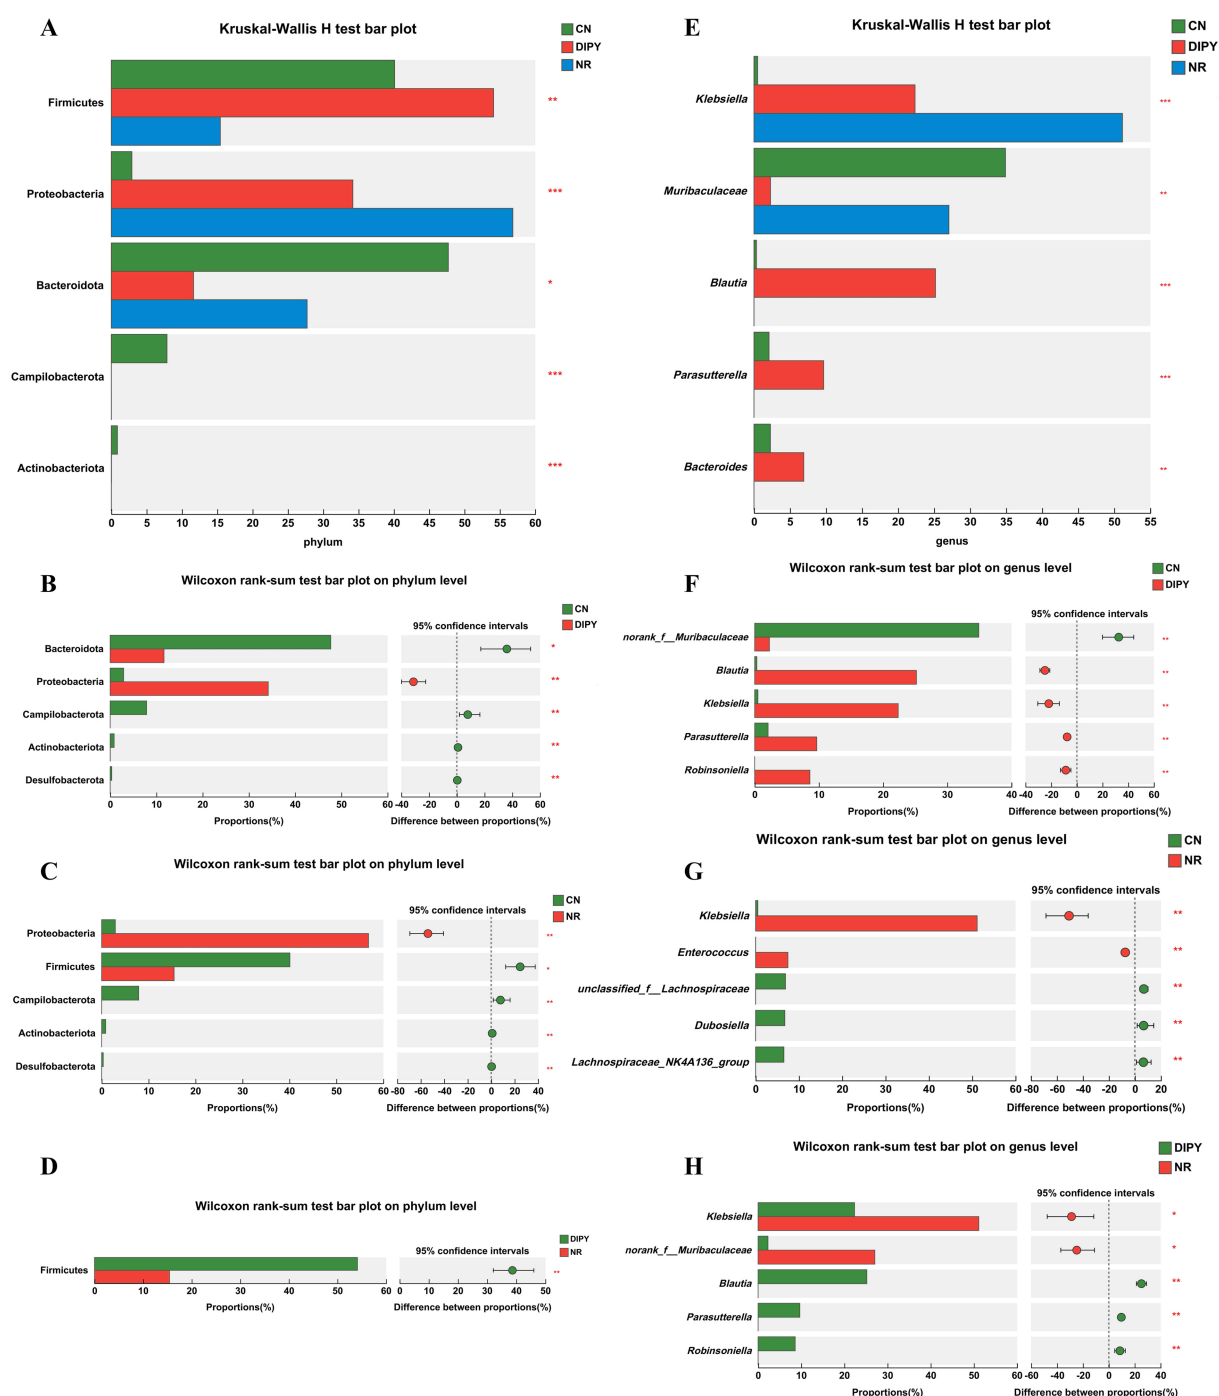 A
Kruskal-Wallis H test bar plot
CN
DIPY
NR
Firmicutes
**
Proteobacteria
***
Bacteroidota
*
Campilobacterota
***
Actinobacteriota
***
0 5 10 15 20 25 30 35 40 45 50 55 60
phylum
E
Kruskal-Wallis H test bar plot
CN
DIPY
NR
Klebsiella
***
Muribaculaceae
**
Blautia
***
Parasutterella
***
Bacteroides
**
0 5 10 15 20 25 30 35 40 45 50 55
genus
B
Wilcoxon rank-sum test bar plot on phylum level
CN
DIPY
95% confidence intervals
Bacteroidota
*
Proteobacteria
**
Campilobacterota
**
Actinobacteriota
**
Desulfobacterota
**
0 10 20 30 40 50 60
-40 -20 0 20 40 60
Proportions(%)
Difference between proportions(%)
F
Wilcoxon rank-sum test bar plot on genus level
CN
DIPY
95% confidence intervals
norank_f__Muribaculaceae
**
Blautia
**
Klebsiella
**
Parasutterella
**
Robinsoniella
**
0 10 20 30 40
-40 -20 0 20 40 60
Proportions(%)
Difference between proportions(%)
C
Wilcoxon rank-sum test bar plot on phylum level
CN
NR
95% confidence intervals
Proteobacteria
**
Firmicutes
*
Campilobacterota
**
Actinobacteriota
**
Desulfobacterota
**
0 10 20 30 40 50 60
-80 -60 -40 -20 0 20 40
Proportions(%)
Difference between proportions(%)
G
Wilcoxon rank-sum test bar plot on genus level
CN
NR
95% confidence intervals
Klebsiella
**
Enterococcus
**
unclassified_f__Lachnospiraceae
**
Dubosiella
**
Lachnospiraceae_NK4A136_group
**
0 10 20 30 40 50 60
-80 -60 -40 -20 0 20
Proportions(%)
Difference between proportions(%)
D
Wilcoxon rank-sum test bar plot on phylum level
DIPY
NR
95% confidence intervals
Firmicutes
**
0 10 20 30 40 50 60
0 10 20 30 40 50
Proportions(%)
Difference between proportions(%)
H
Wilcoxon rank-sum test bar plot on genus level
DIPY
NR
95% confidence intervals
Klebsiella
*
norank_f__Muribaculaceae
*
Blautia
**
Parasutterella
**
Robinsoniella
**
0 10 20 30 40 50 60
-60 -40 -20 0 20 40
Proportions(%)
Difference between proportions(%)